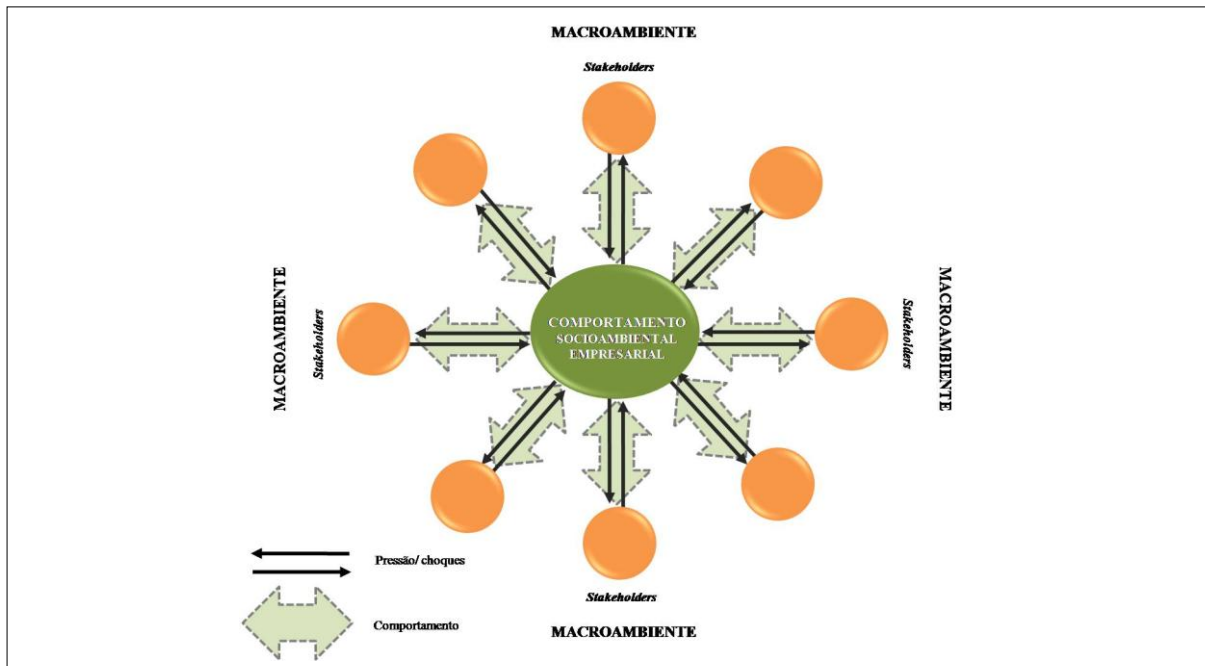 MACROAMBIENTE
Stakeholders
MACROAMBIENTE
Stakeholders
COMPORTAMENTO
SOCIOAMBIENTAL
EMPRESARIAL
Stakeholders
MACROAMBIENTE
Pressão/ choques
Comportamento
Stakeholders
MACROAMBIENTE